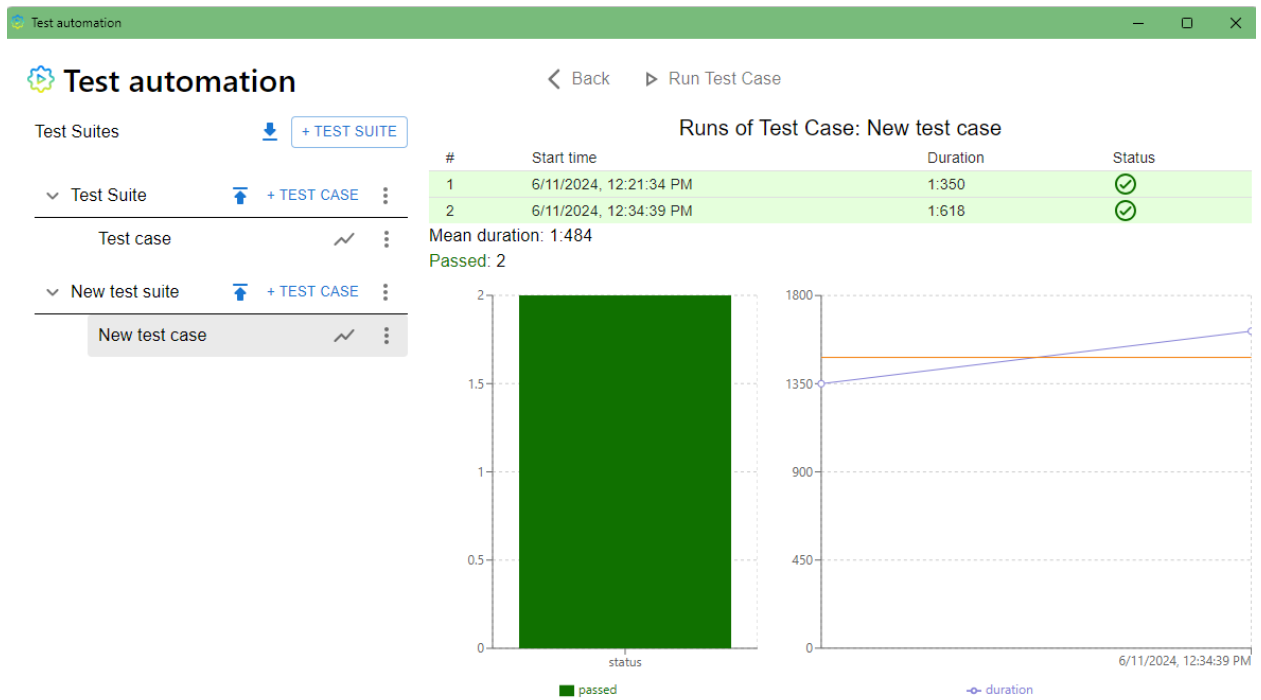 Test automation
Test automation
Back
Run Test Case
Test Suites
+ TEST SUITE
Test Suite
+ TEST CASE
Test case
New test suite
+ TEST CASE
New test case
Runs of Test Case: New test case
# Start time Duration Status
1 6/11/2024, 12:21:34 PM 1:350
2 6/11/2024, 12:34:39 PM 1:618
Mean duration: 1:484
Passed: 2
2
1.5
1
0.5
0
status
passed
1800
1350
900
450
0
6/11/2024, 12:34:39 PM
duration